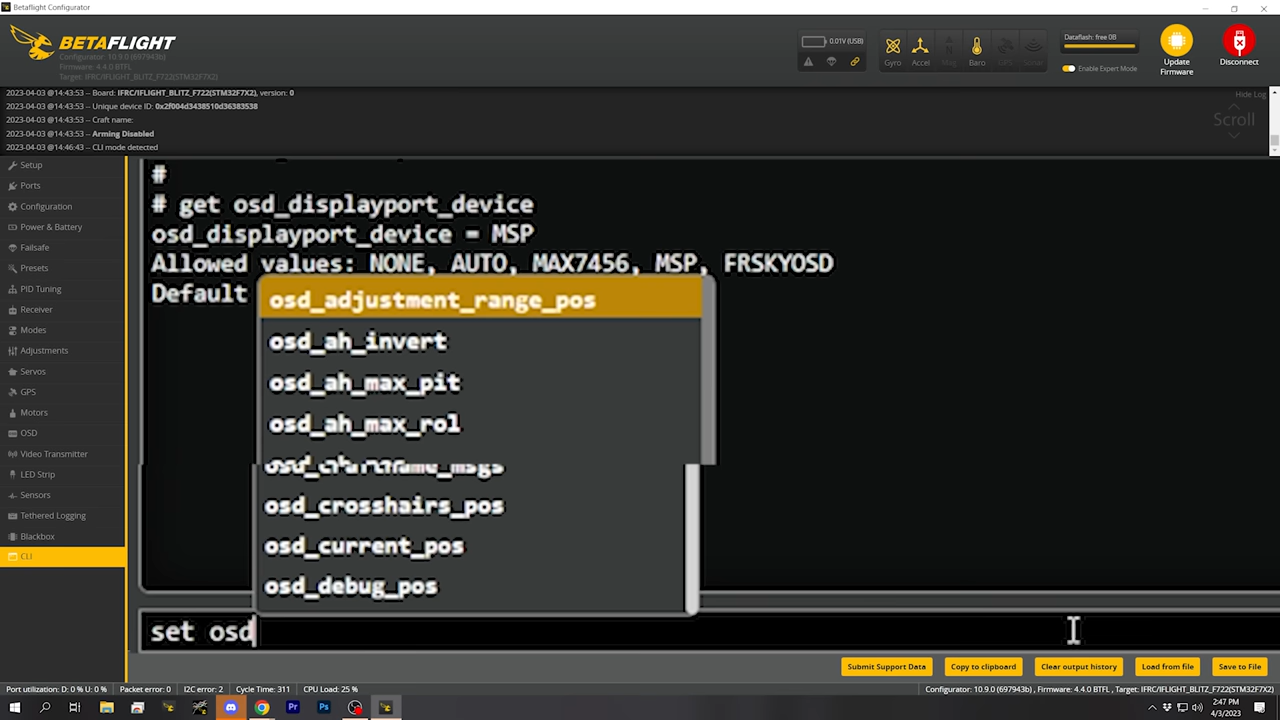 Betaflight Configurator
BETAFLIGHT
Configurator 10.9.0 (697943b)
Firmware: 4.4.0 BTFL
Target: IFRC/IFLIGHT_BLITZ_F722(STM32F7X2)
0.01V (USB)
Gyro
Accel
Mag
Baro
GPS
Sonar
Dataflash: free 0B
Enable Expert Mode
Update
Firmware
Disconnect
2023-04-03 @14:43:53 -- Board: IFRC/IFLIGHT_BLITZ_F722(STM32F7X2), version: 0
2023-04-03 @14:43:53 -- Unique device ID: 0x2f004d3438510d36383538
2023-04-03 @14:43:53 -- Craft name:
2023-04-03 @14:43:53 -- Arming Disabled
2023-04-03 @14:46:43 -- CLI mode detected
Hide Log
Scroll
Setup
Ports
Configuration
Power & Battery
Failsafe
Presets
PID Tuning
Receiver
Modes
Adjustments
Servos
GPS
Motors
OSD
Video Transmitter
LED Strip
Sensors
Tethered Logging
Blackbox
CLI
#
# get osd_displayport_device
osd_displayport_device = MSP
Allowed values: NONE, AUTO, MAX7456, MSP, FRSKYOSD
Default
osd_adjustment_range_pos
osd_ah_invert
osd_ah_max_pit
osd_ah_max_rol
osd_crosshairs_pos
osd_current_pos
osd_debug_pos
set osd
Submit Support Data
Copy to clipboard
Clear output history
Load from file
Save to File
Port utilization: D: 0 % U: 0 %
Packet error: 0
I2C error: 2
Cycle Time: 311
CPU Load: 25 %
Configurator: 10.9.0 (697943b), Firmware: 4.4.0 BTFL , Target: IFRC/IFLIGHT_BLITZ_F722(STM32F7X2)
2:47 PM
4/3/2023